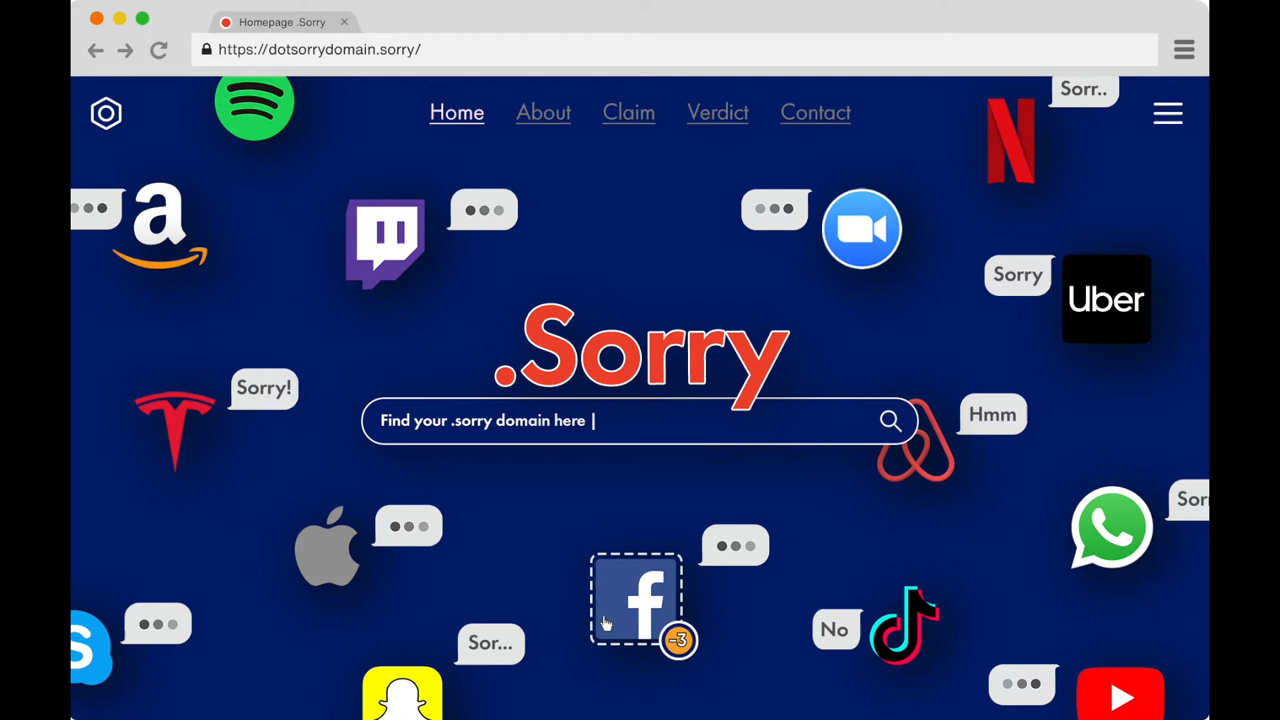 Homepage .Sorry
https://dotsorrydomain.sorry/
Home About Claim Verdict Contact
Sorr..
N
a
Sorry
Uber
.Sorry
Sorry!
Find your .sorry domain here |
Hmm
Sorr
f
-3
No
Sor...
S